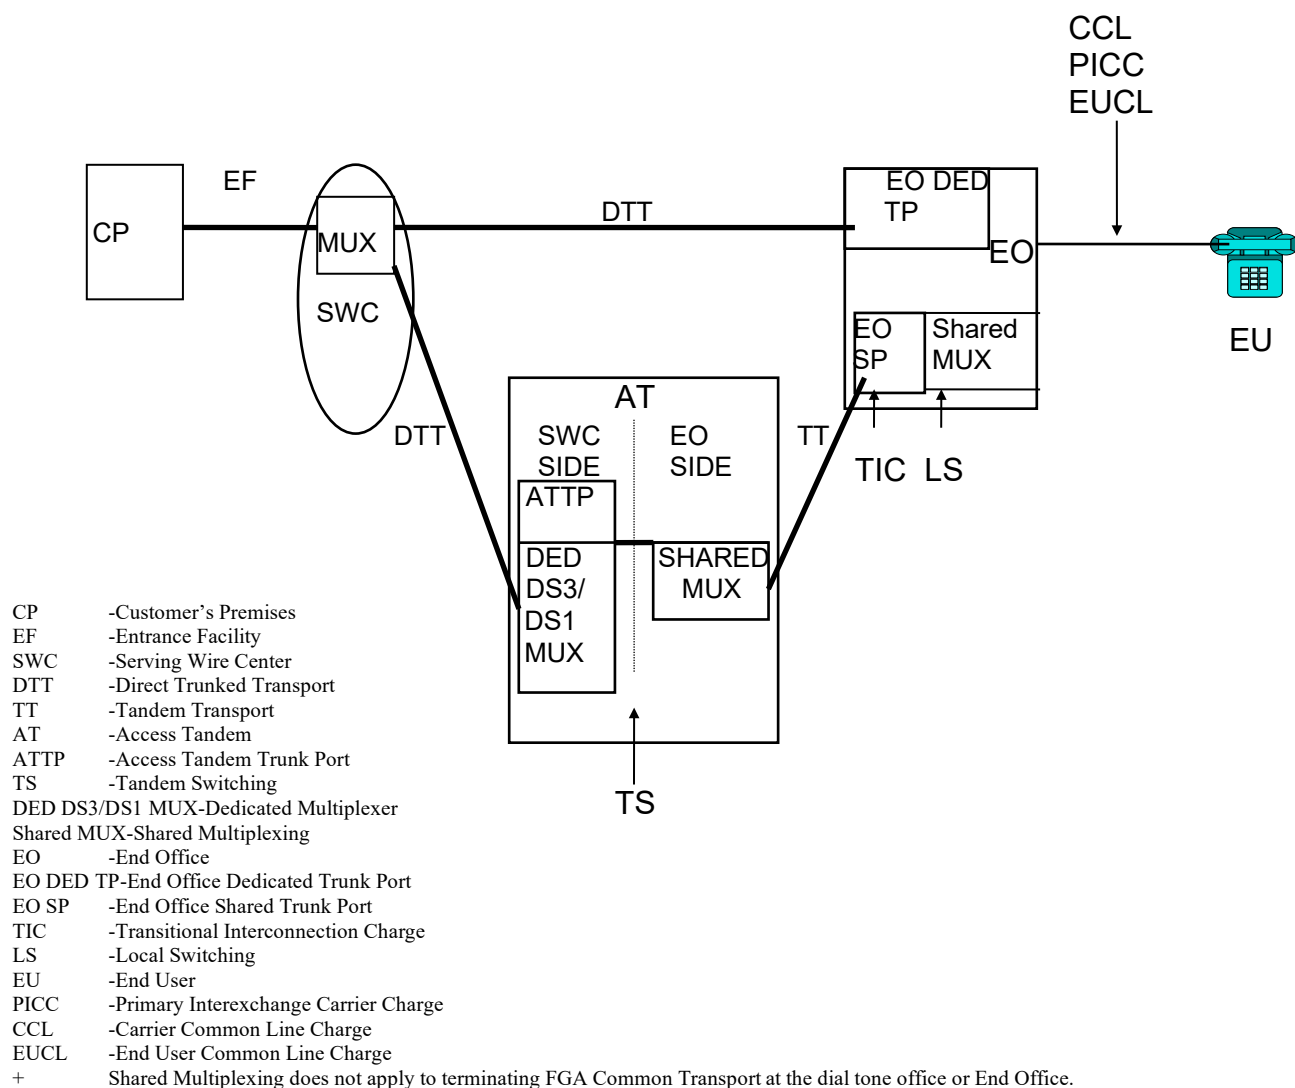 CCL
PICC
EUCL
EF
CP
MUX
SWC
DTT
EO DED
TP
EO
EO
SP
Shared
MUX
EU
AT
DTT
SWC
SIDE
EO
SIDE
TT
TIC LS
ATTP
DED
DS3/
DS1
MUX
SHARED
MUX
TS
CP -Customer’s Premises
EF -Entrance Facility
SWC -Serving Wire Center
DTT -Direct Trunked Transport
TT -Tandem Transport
AT -Access Tandem
ATTP -Access Tandem Trunk Port
TS -Tandem Switching
DED DS3/DS1 MUX-Dedicated Multiplexer
Shared MUX-Shared Multiplexing
EO -End Office
EO DED TP-End Office Dedicated Trunk Port
EO SP -End Office Shared Trunk Port
TIC -Transitional Interconnection Charge
LS -Local Switching
EU -End User
PICC -Primary Interexchange Carrier Charge
CCL -Carrier Common Line Charge
EUCL -End User Common Line Charge
+ Shared Multiplexing does not apply to terminating FGA Common Transport at the dial tone office or End Office.